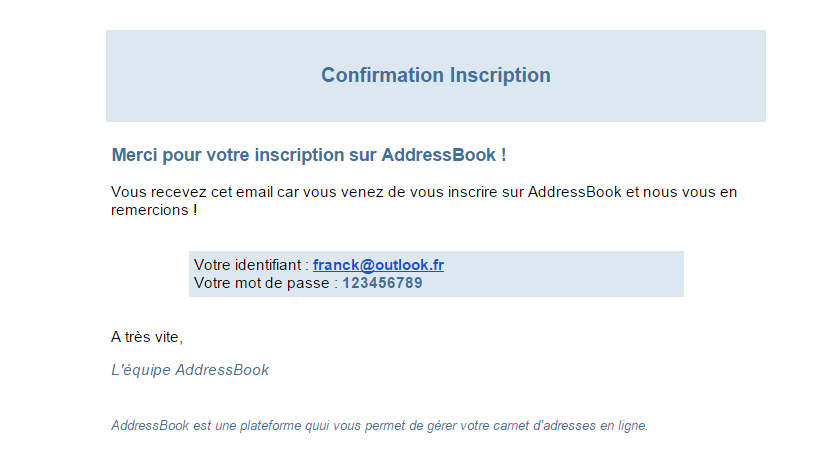 Confirmation Inscription
Merci pour votre inscription sur AddressBook !
Vous recevez cet email car vous venez de vous inscrire sur AddressBook et nous vous en
remercions !
Votre identifiant : franck@outlook.fr
Votre mot de passe : 123456789
A très vite,
L'équipe AddressBook
AddressBook est une plateforme quui vous permet de gérer votre carnet d'adresses en ligne.